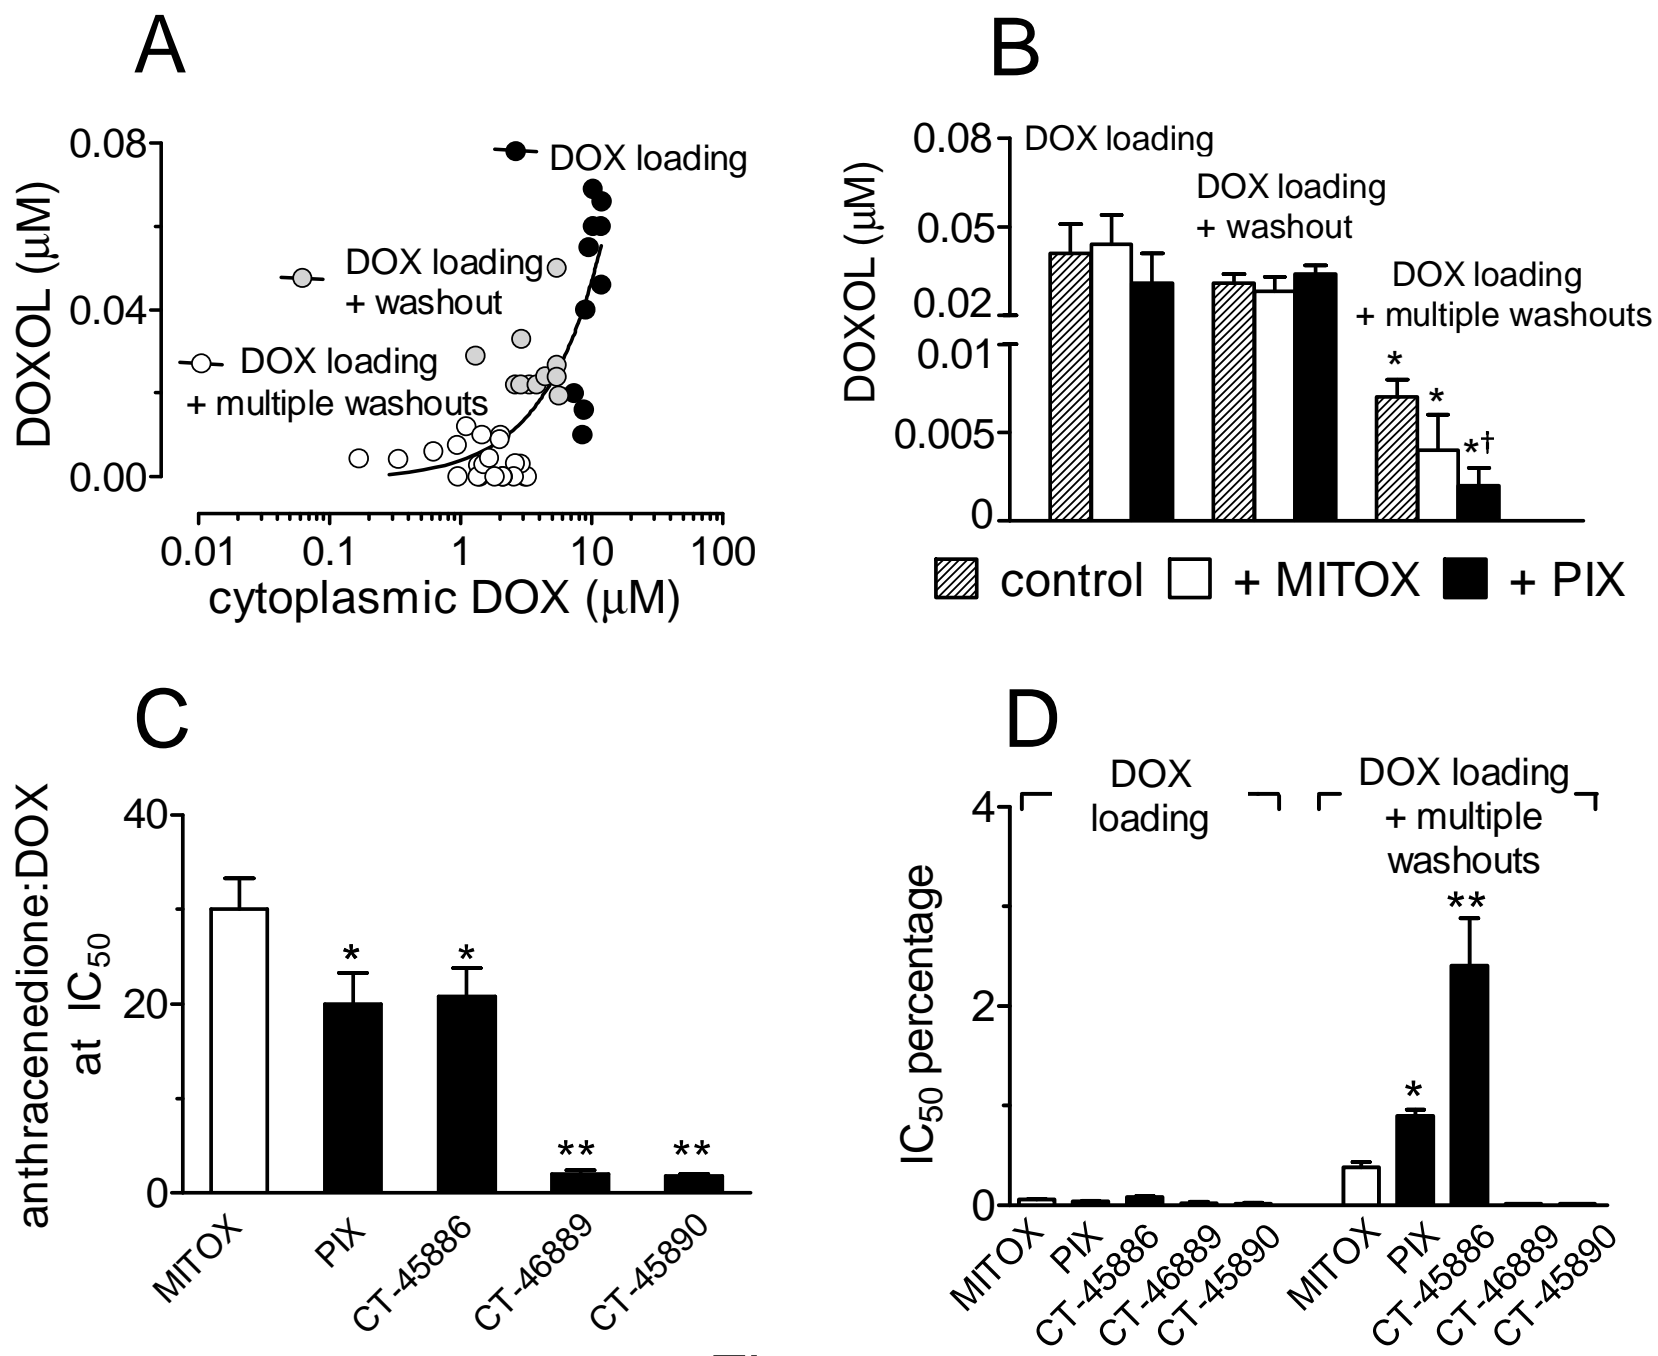 A
0.08
0.04
0.00
DOXOL (μM)
DOX loading
DOX loading
+ washout
DOX loading
+ multiple washouts
0.01 0.1 1 10 100
cytoplasmic DOX (μM)
B
0.08
0.05
0.02
0.01
0.005
0
DOXOL (μM)
DOX loading
DOX loading
+ washout
DOX loading
+ multiple washouts
*
*
*†
control + MITOX + PIX
C
40
20
0
anthracenedione:DOX
at IC50
* * ** **
MITOX PIX CT-45886 CT-46889 CT-45890
D
4
2
0
IC50 percentage
DOX
loading
DOX loading
+ multiple
washouts
**
*
MITOX PIX CT-45886 CT-46889 CT-45890 MITOX PIX CT-45886 CT-46889 CT-45890